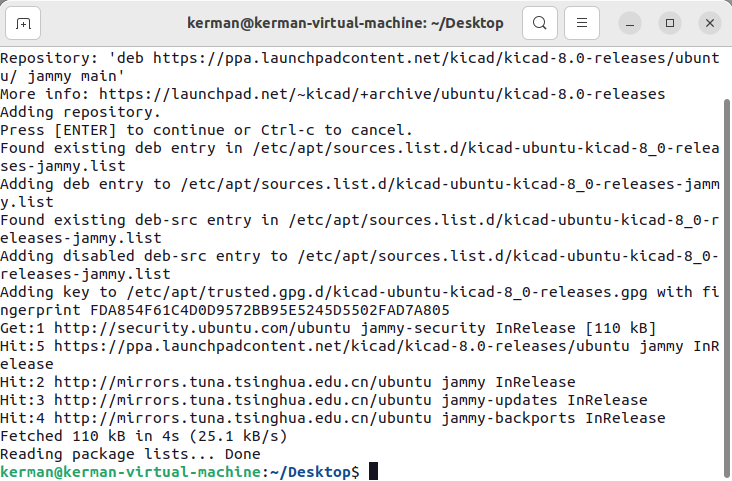 kerman@kerman-virtual-machine: ~/Desktop
Repository: 'deb https://ppa.launchpadcontent.net/kicad/kicad-8.0-releases/ubunt
u/ jammy main'
More info: https://launchpad.net/~kicad/+archive/ubuntu/kicad-8.0-releases
Adding repository.
Press [ENTER] to continue or Ctrl-c to cancel.
Found existing deb entry in /etc/apt/sources.list.d/kicad-ubuntu-kicad-8_0-relea
ses-jammy.list
Adding deb entry to /etc/apt/sources.list.d/kicad-ubuntu-kicad-8_0-releases-jamm
y.list
Found existing deb-src entry in /etc/apt/sources.list.d/kicad-ubuntu-kicad-8_0-r
eleases-jammy.list
Adding disabled deb-src entry to /etc/apt/sources.list.d/kicad-ubuntu-kicad-8_0-
releases-jammy.list
Adding key to /etc/apt/trusted.gpg.d/kicad-ubuntu-kicad-8_0-releases.gpg with fi
ngerprint FDA854F61C4D0D9572BB95E5245D5502FAD7A805
Get:1 http://security.ubuntu.com/ubuntu jammy-security InRelease [110 kB]
Hit:5 https://ppa.launchpadcontent.net/kicad/kicad-8.0-releases/ubuntu jammy InR
elease
Hit:2 http://mirrors.tuna.tsinghua.edu.cn/ubuntu jammy InRelease
Hit:3 http://mirrors.tuna.tsinghua.edu.cn/ubuntu jammy-updates InRelease
Hit:4 http://mirrors.tuna.tsinghua.edu.cn/ubuntu jammy-backports InRelease
Fetched 110 kB in 4s (25.1 kB/s)
Reading package lists... Done
kerman@kerman-virtual-machine:~/Desktop$